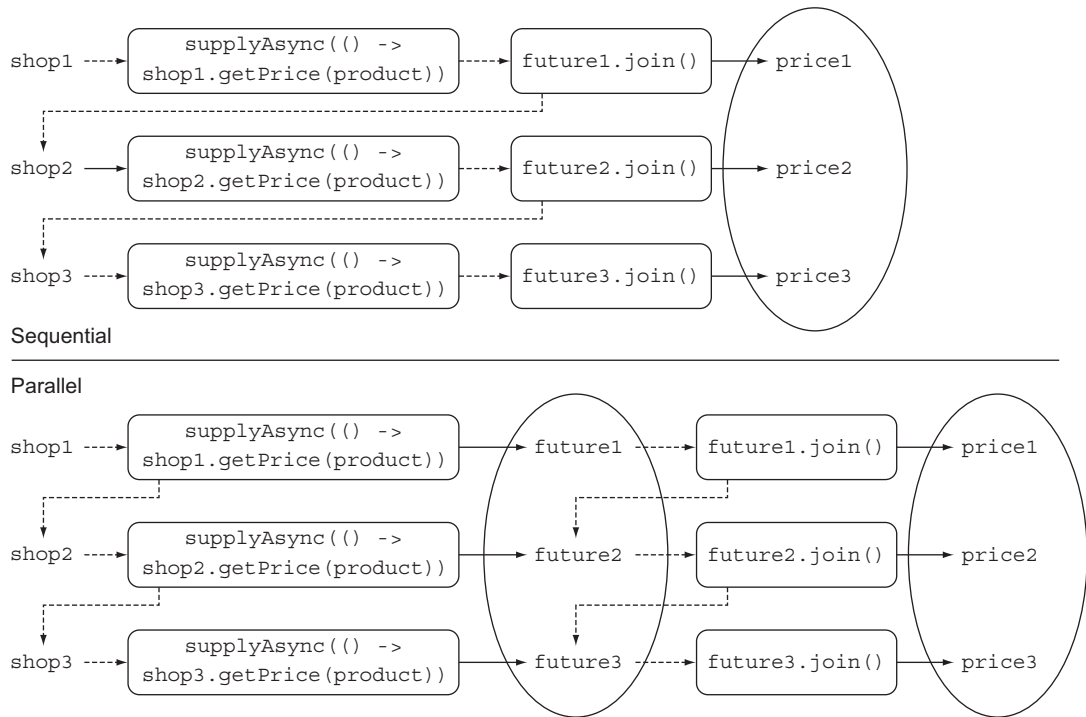 supplyAsync(() ->
shop1 shop1.getPrice(product)) future1.join() price1
supplyAsync(() ->
shop2 shop2.getPrice(product)) future2.join() price2
supplyAsync(() ->
shop3 shop3.getPrice(product)) future3.join() price3
Sequential
Parallel
supplyAsync(() ->
shop1 shop1.getPrice(product)) future1 future1.join() price1
supplyAsync(() ->
shop2 shop2.getPrice(product)) future2 future2.join() price2
supplyAsync(() ->
shop3 shop3.getPrice(product)) future3 future3.join() price3